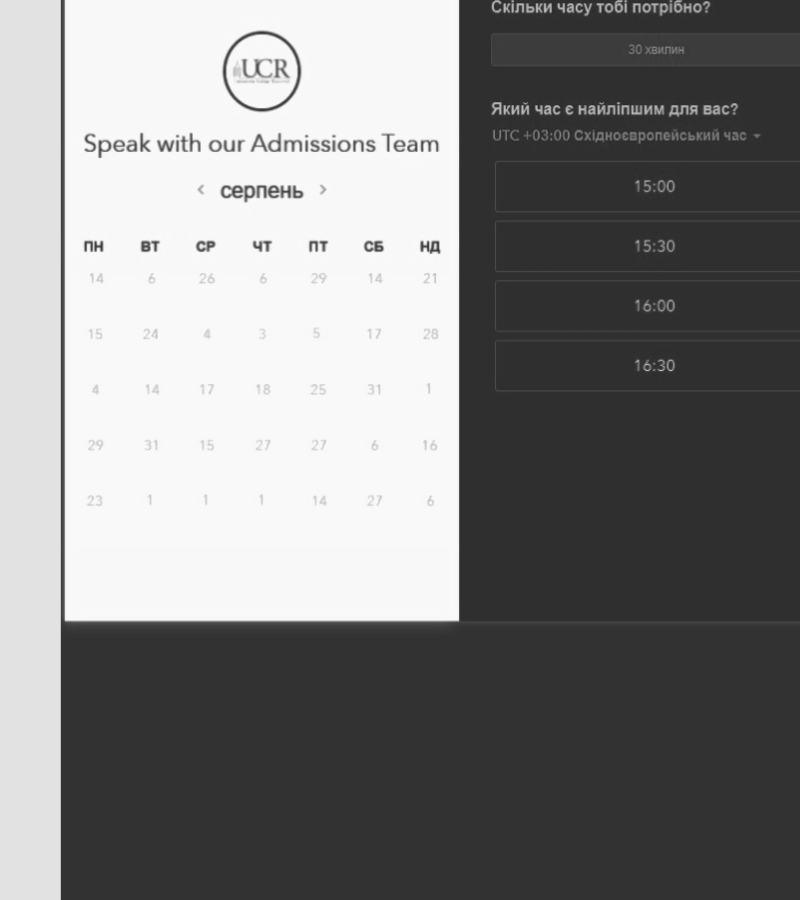 UCR
Speak with our Admissions Team
< серпень >
ПН ВТ СР ЧТ ПТ СБ НД
14 6 26 6 29 14 21
15 24 4 3 5 17 28
4 14 17 18 25 31 1
29 31 15 27 27 6 16
23 1 1 1 14 27 6
Скільки часу тобі потрібно?
30 хвилин
Який час є найліпшим для вас?
UTC +03:00 Східноєвропейський час
15:00
15:30
16:00
16:30